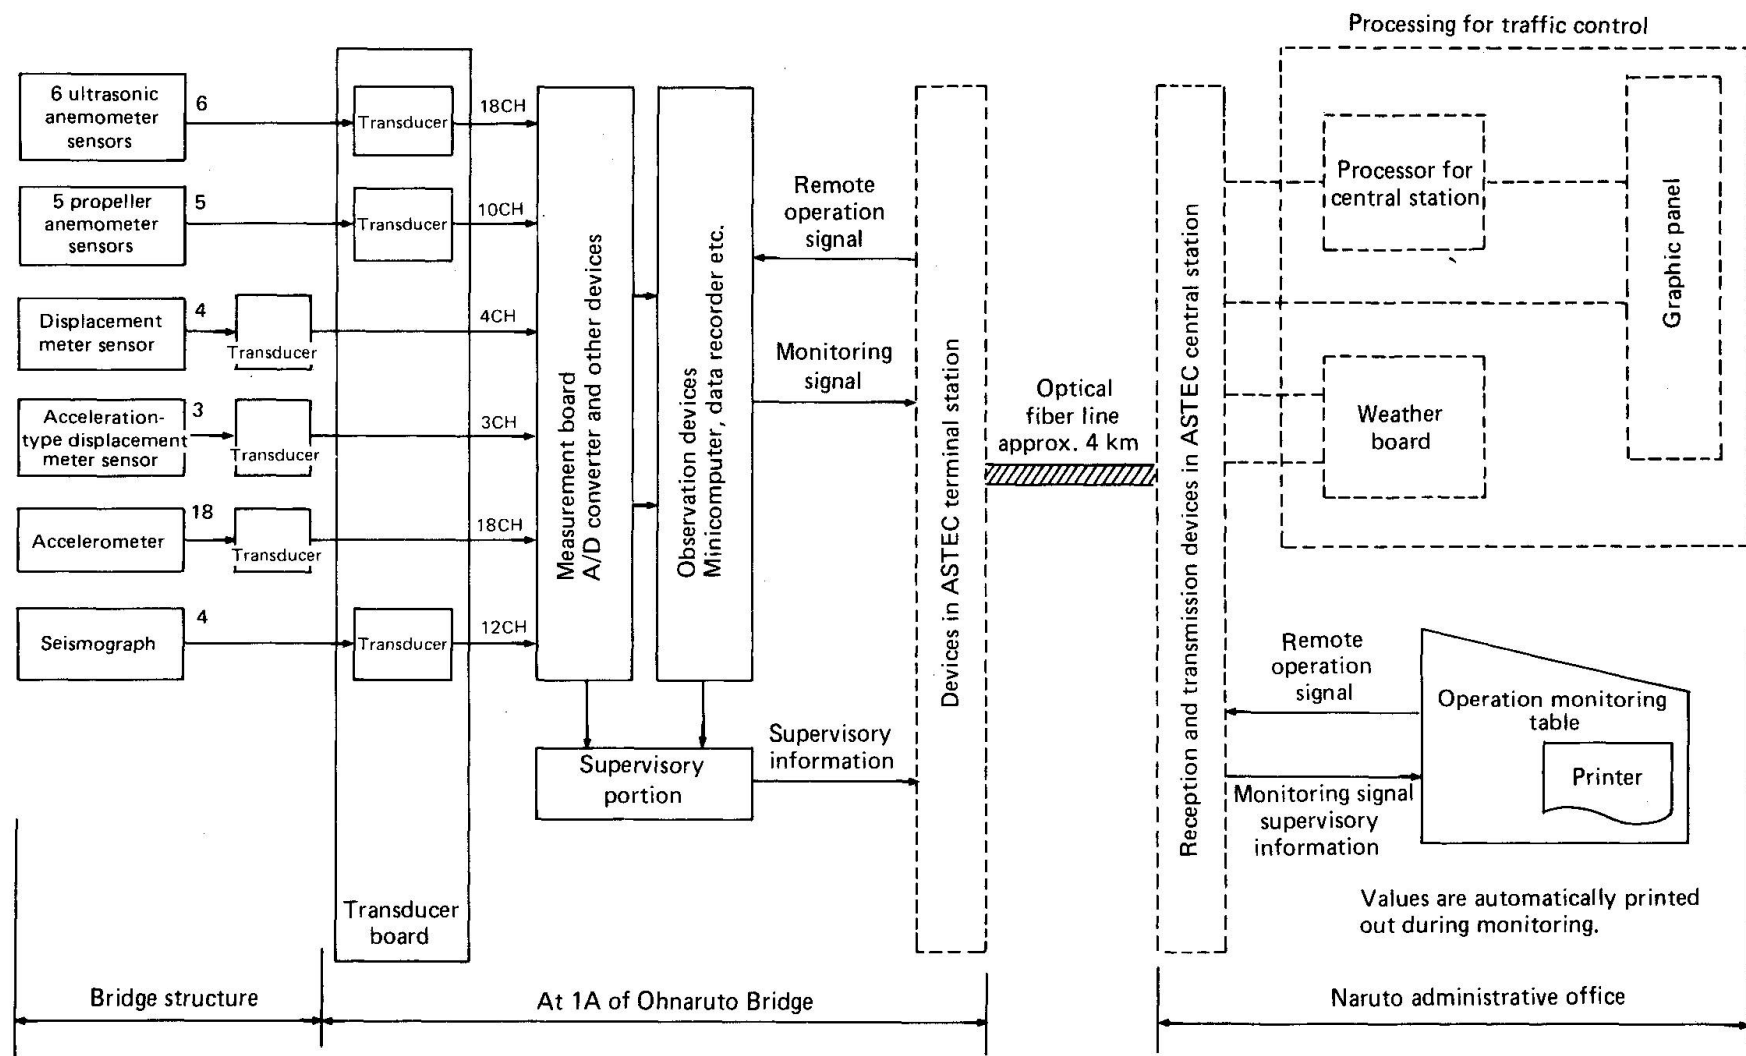 Processing for traffic control
6 ultrasonic
anemometer
sensors
6
Transducer
18CH
5 propeller
anemometer
sensors
5
Transducer
10CH
Displacement
meter sensor
4
Transducer
4CH
Acceleration-
type displacement
meter sensor
3
Transducer
3CH
Accelerometer
18
Transducer
18CH
Seismograph
4
Transducer
12CH
Transducer
board
Measurement board
A/D converter and other devices
Observation devices
Minicomputer, data recorder etc.
Remote
operation
signal
Monitoring
signal
Supervisory
portion
Supervisory
information
Devices in ASTEC terminal station
Optical
fiber line
approx. 4 km
Reception and transmission devices in ASTEC central station
Processor for
central station
Graphic panel
Weather
board
Remote
operation
signal
Operation monitoring
table
Printer
Monitoring signal
supervisory
information
Values are automatically printed
out during monitoring.
Bridge structure
At 1A of Ohnaruto Bridge
Naruto administrative office